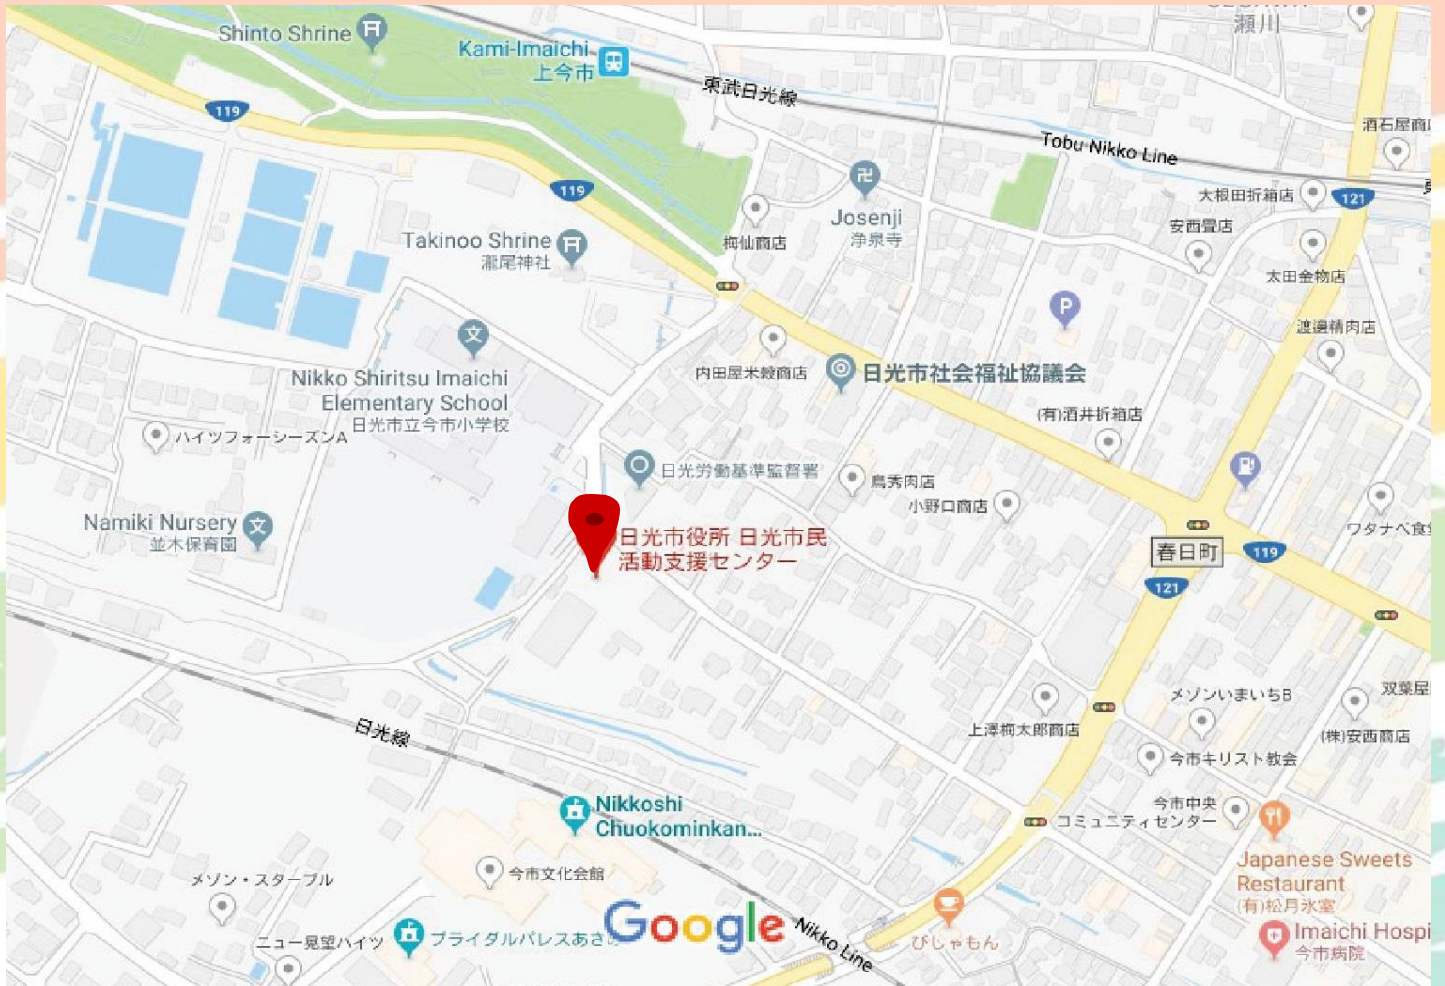 瀬川
Shinto Shrine
Kami-Imaichi
上今市
東武日光線
119
酒石屋商店
Tobu Nikko Line
119
大根田折箱店
121
Josenji
浄泉寺
安西畳店
梅仙商店
Takinoo Shrine
瀧尾神社
太田金物店
P
渡邊精肉店
文
内田屋米穀商店
日光市社会福祉協議会
Nikko Shiritsu Imaichi
Elementary School
日光市立今市小学校
(有)酒井折箱店
ハイツフォーシーズンA
日光労働基準監督署
鳥秀肉店
小野口商店
Namiki Nursery
並木保育園
文
ワタナベ食
日光市役所 日光市民
活動支援センター
春日町
119
121
メゾンいまいちB
双葉屋
上澤梅太郎商店
(株)安西商店
日光線
今市キリスト教会
Nikkoshi
Chuokominkan...
今市中央
コミュニティセンター
Japanese Sweets
Restaurant
(有)松月氷室
今市文化会館
メゾン・スターブル
Google
Nikko Line
びしゃもん
ニュー見望ハイツ
ブライダルパレスあさの
Imaichi Hospi
今市病院